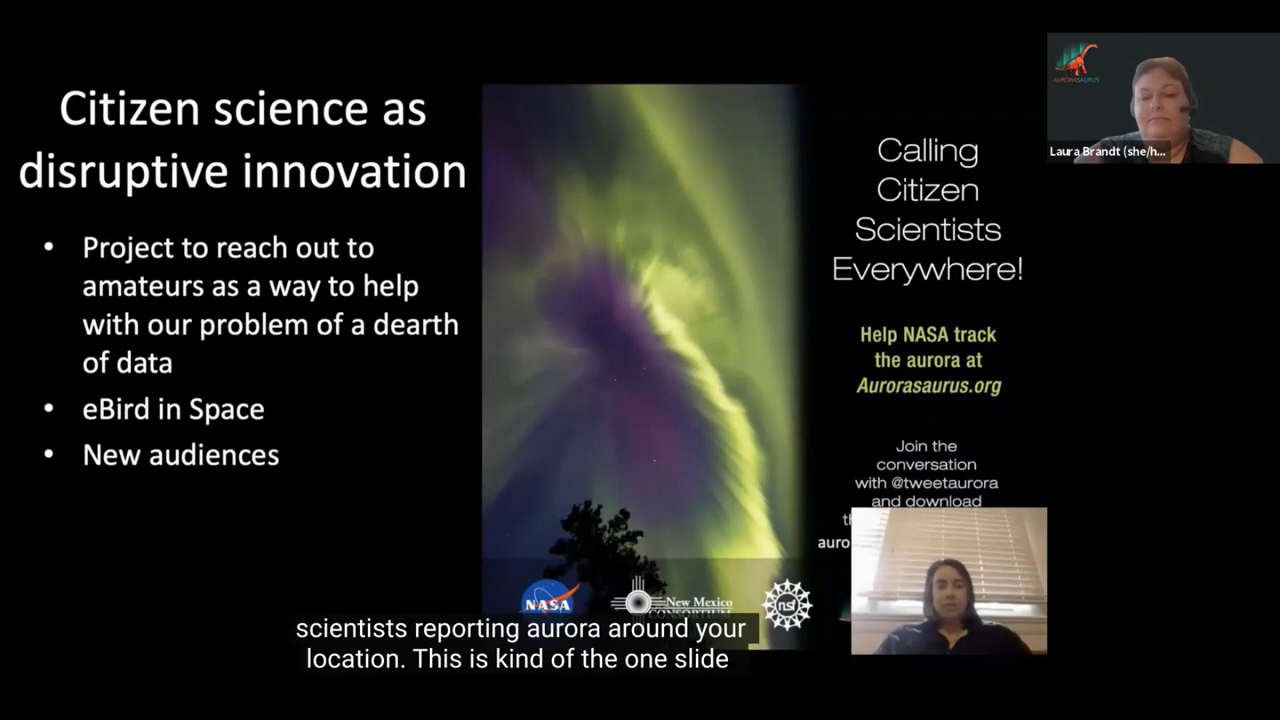 Citizen science as
disruptive innovation
• Project to reach out to
amateurs as a way to help
with our problem of a dearth
of data
• eBird in Space
• New audiences
Calling
Citizen
Scientists
Everywhere!
Help NASA track
the aurora at
Aurorasaurus.org
Join the
conversation
with @tweetaurora
and download
auro
NASA
New Mexico
CONSORTIUM
nsf
AURORASAURUS
Laura Brandt (she/h...
scientists reporting aurora around your
location. This is kind of the one slide